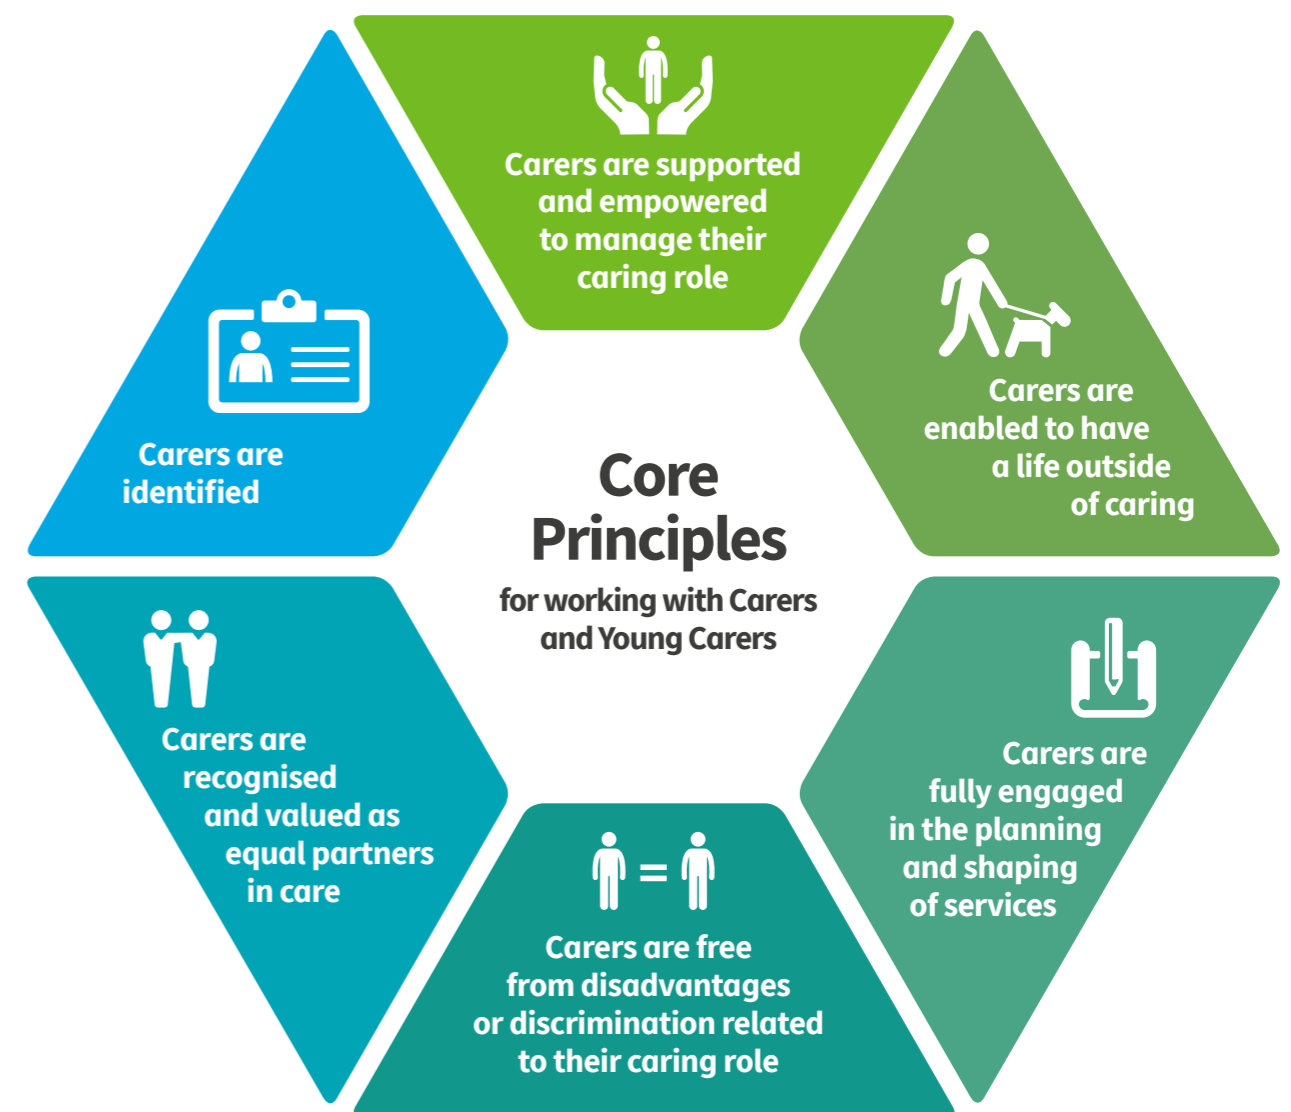 Carers are supported
and empowered
to manage their
caring role
Carers are
enabled to have
a life outside
of caring
Carers are
identified
Core
Principles
for working with Carers
and Young Carers
Carers are
recognised
and valued as
equal partners
in care
Carers are
fully engaged
in the planning
and shaping
of services
=
Carers are free
from disadvantages
or discrimination related
to their caring role